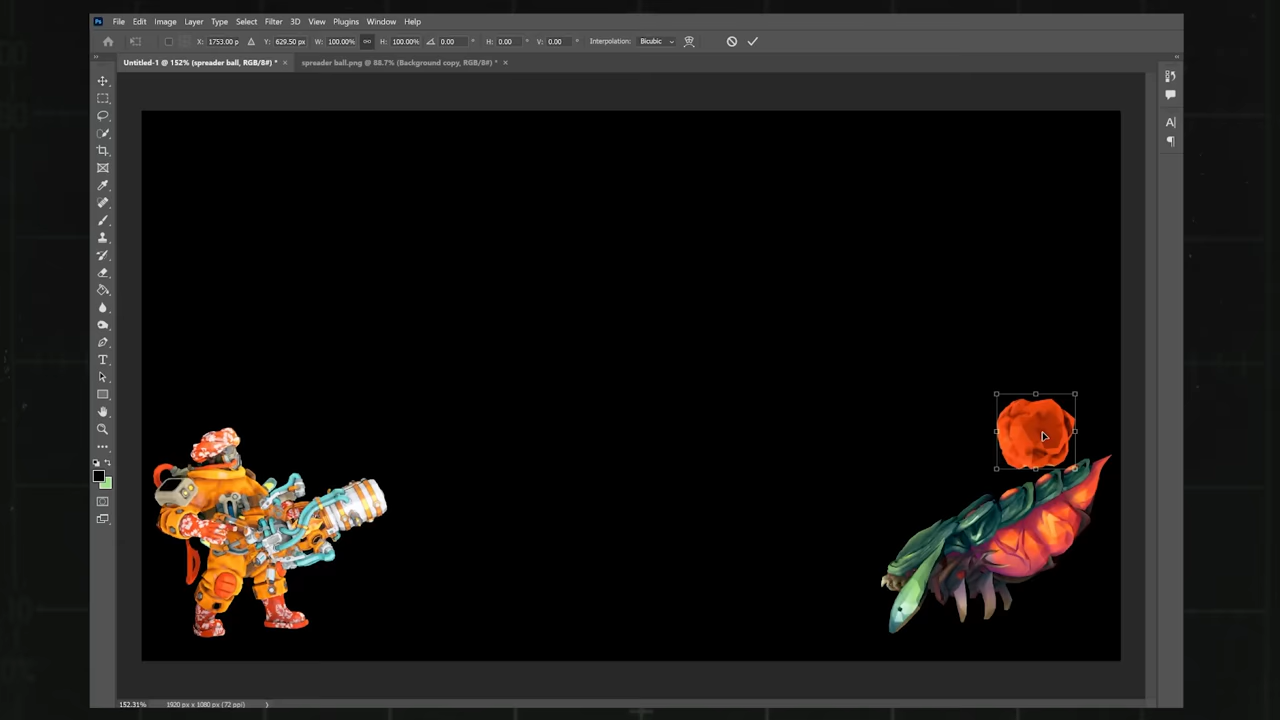 Ps File Edit Image Layer Type Select Filter 3D View Plugins Window Help
X: 1753.00 p Y: 629.50 px W: 100.00% H: 100.00% 0.00 ° H: 0.00 ° V: 0.00 ° Interpolation: Bicubic
Untitled-1 @ 152% (spreader ball, RGB/8#) * × spreader ball.png @ 88.7% (Background copy, RGB/8#) * ×
152.31% 1920 px x 1080 px (72 ppi)